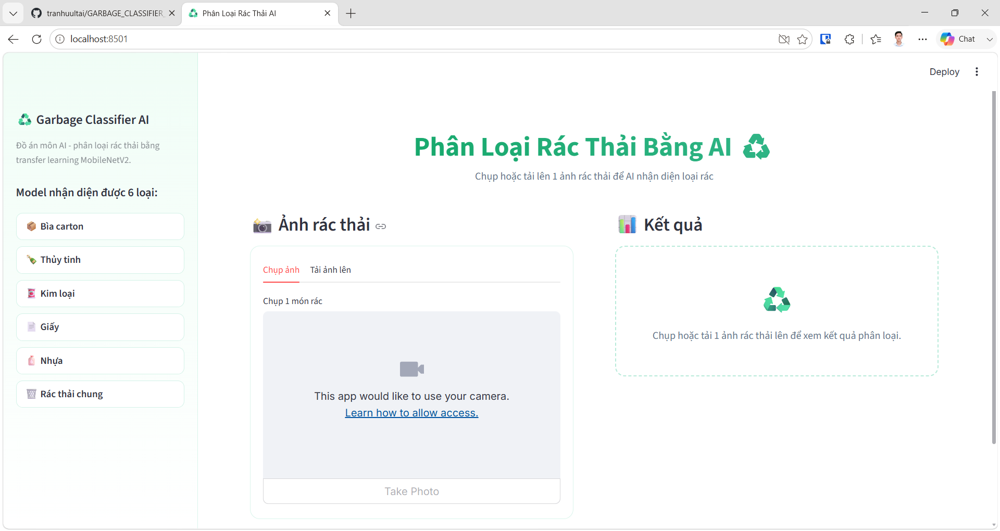 tranhuultai/GARBAGE_CLASSIFIER_
Phân Loại Rác Thải AI
localhost:8501
Chat
Deploy
Garbage Classifier AI
Đồ án môn AI - phân loại rác thải bằng
transfer learning MobileNetV2.
Model nhận diện được 6 loại:
Bìa carton
Thủy tinh
Kim loại
Giấy
Nhựa
Rác thải chung
Phân Loại Rác Thải Bằng AI
Chụp hoặc tải lên 1 ảnh rác thải để AI nhận diện loại rác
Ảnh rác thải
Chụp ảnh
Tải ảnh lên
Chụp 1 món rác
This app would like to use your camera.
Learn how to allow access.
Take Photo
Kết quả
Chụp hoặc tải 1 ảnh rác thải lên để xem kết quả phân loại.